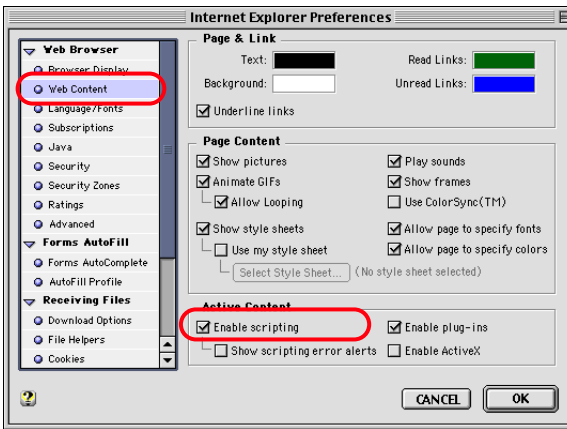 Internet Explorer Preferences
Web Browser
Browser Display
Web Content
Language/Fonts
Subscriptions
Java
Security
Security Zones
Ratings
Advanced
Forms AutoFill
Forms AutoComplete
AutoFill Profile
Receiving Files
Download Options
File Helpers
Cookies
Page & Link
Text:
Read Links:
Background:
Unread Links:
Underline links
Page Content
Show pictures
Play sounds
Animate GIFs
Show frames
Allow Looping
Use ColorSync(TM)
Show style sheets
Allow page to specify fonts
Use my style sheet
Allow page to specify colors
Select Style Sheet... (No style sheet selected)
Active Content
Enable scripting
Enable plug-ins
Show scripting error alerts
Enable ActiveX
?
CANCEL
OK